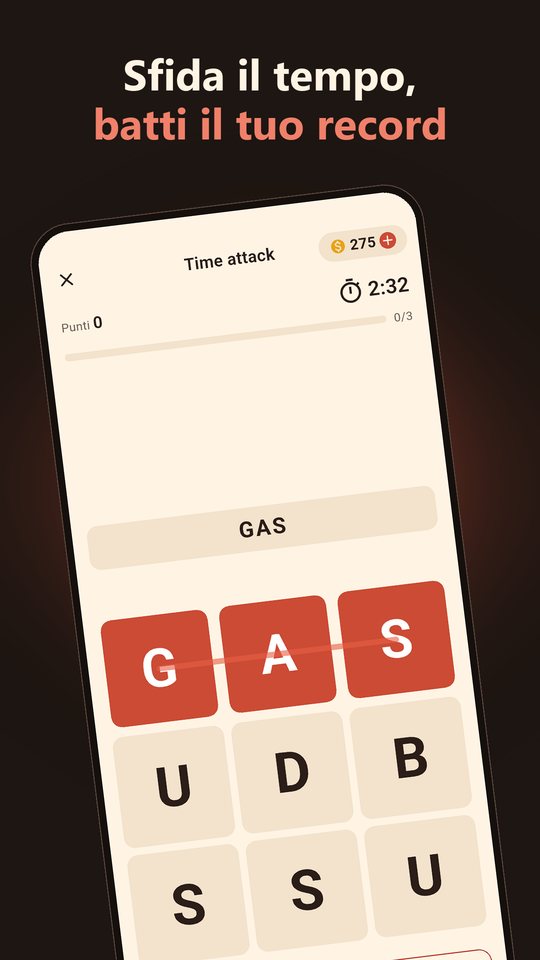 Sfida il tempo,
batti il tuo record
Time attack
275
2:32
Punti 0
0/3
GAS
G A S
U D B
S S U